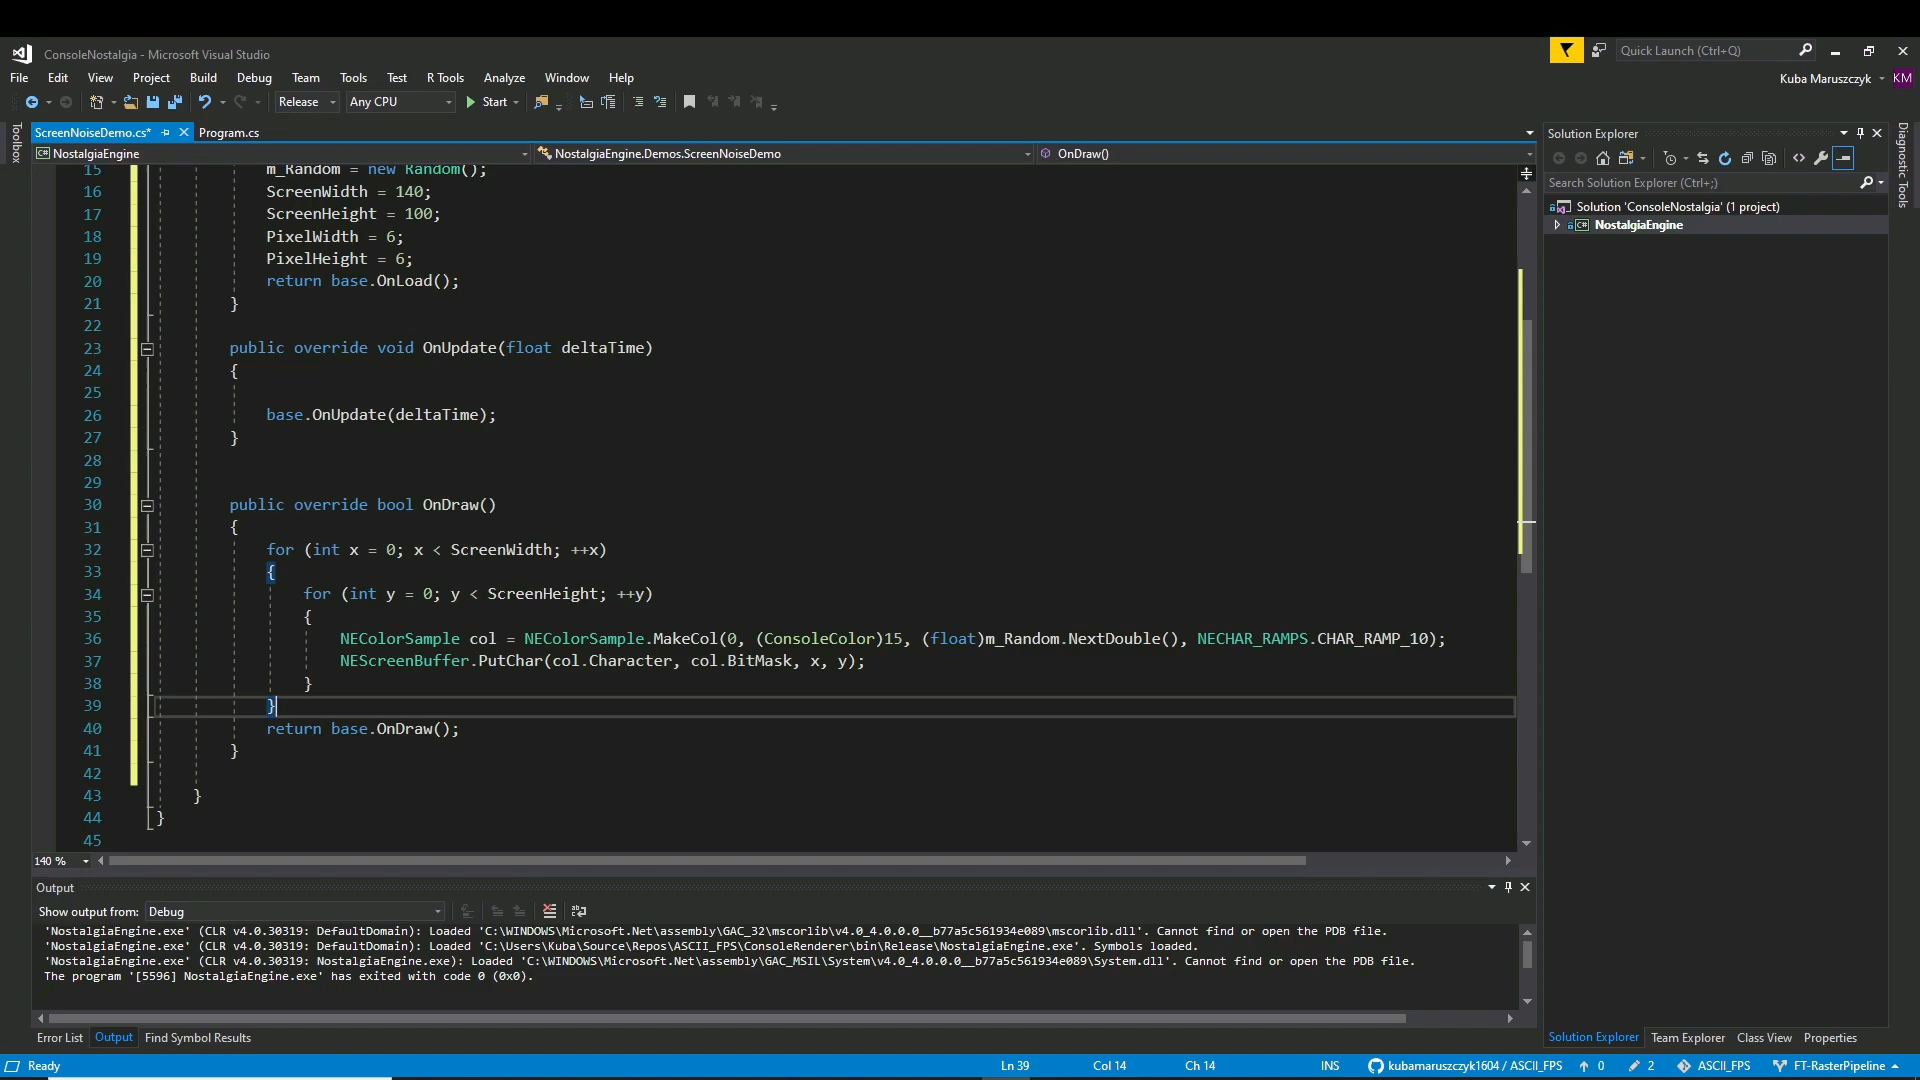 ConsoleNostalgia - Microsoft Visual Studio
Quick Launch (Ctrl+Q)
File Edit View Project Build Debug Team Tools Test R Tools Analyze Window Help
Kuba Maruszczyk KM
Release Any CPU Start
Toolbox
ScreenNoiseDemo.cs* Program.cs
NostalgiaEngine NostalgiaEngine.Demos.ScreenNoiseDemo OnDraw()
15 m_Random = new Random();
16 ScreenWidth = 140;
17 ScreenHeight = 100;
18 PixelWidth = 6;
19 PixelHeight = 6;
20 return base.OnLoad();
21 }
22
23 public override void OnUpdate(float deltaTime)
24 {
25
26 base.OnUpdate(deltaTime);
27 }
28
29
30 public override bool OnDraw()
31 {
32 for (int x = 0; x < ScreenWidth; ++x)
33 {
34 for (int y = 0; y < ScreenHeight; ++y)
35 {
36 NEColorSample col = NEColorSample.MakeCol(0, (ConsoleColor)15, (float)m_Random.NextDouble(), NECHAR_RAMPS.CHAR_RAMP_10);
37 NEScreenBuffer.PutChar(col.Character, col.BitMask, x, y);
38 }
39 }
40 return base.OnDraw();
41 }
42
43 }
44 }
45
140 %
Solution Explorer
Search Solution Explorer (Ctrl+;)
Solution 'ConsoleNostalgia' (1 project)
C# NostalgiaEngine
Diagnostic Tools
Output
Show output from: Debug
'NostalgiaEngine.exe' (CLR v4.0.30319: DefaultDomain): Loaded 'C:\WINDOWS\Microsoft.Net\assembly\GAC_32\mscorlib\v4.0_4.0.0.0__b77a5c561934e089\mscorlib.dll'. Cannot find or open the PDB file.
'NostalgiaEngine.exe' (CLR v4.0.30319: DefaultDomain): Loaded 'C:\Users\Kuba\Source\Repos\ASCII_FPS\ConsoleRenderer\bin\Release\NostalgiaEngine.exe'. Symbols loaded.
'NostalgiaEngine.exe' (CLR v4.0.30319: NostalgiaEngine.exe): Loaded 'C:\WINDOWS\Microsoft.Net\assembly\GAC_MSIL\System\v4.0_4.0.0.0__b77a5c561934e089\System.dll'. Cannot find or open the PDB file.
The program '[5596] NostalgiaEngine.exe' has exited with code 0 (0x0).
Error List Output Find Symbol Results
Solution Explorer Team Explorer Class View Properties
Ready Ln 39 Col 14 Ch 14 INS kubamaruszczyk1604 / ASCII_FPS 0 2 ASCII_FPS FT-RasterPipeline